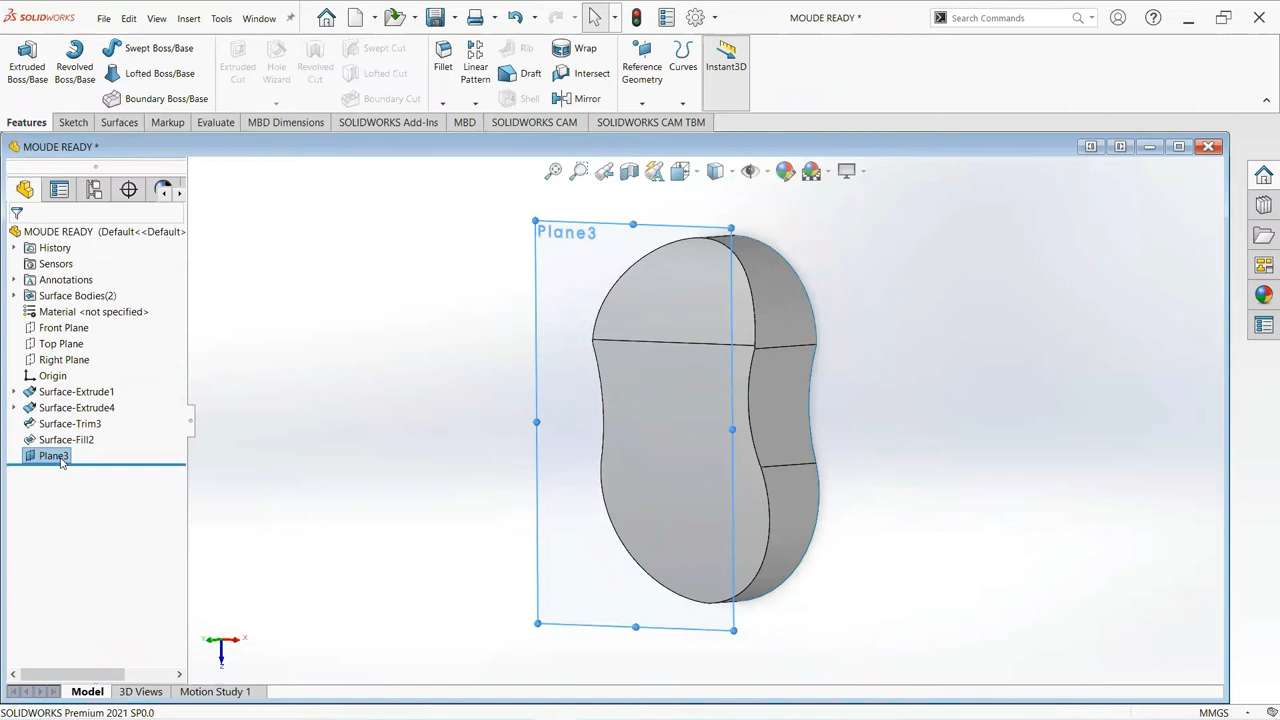 SOLIDWORKS File Edit View Insert Tools Window MOUDE READY * Search Commands
Extruded Boss/Base
Revolved Boss/Base
Swept Boss/Base
Lofted Boss/Base
Boundary Boss/Base
Extruded Cut
Hole Wizard
Revolved Cut
Swept Cut
Lofted Cut
Boundary Cut
Fillet
Linear Pattern
Rib
Draft
Shell
Wrap
Intersect
Mirror
Reference Geometry
Curves
Instant3D
Features Sketch Surfaces Markup Evaluate MBD Dimensions SOLIDWORKS Add-Ins MBD SOLIDWORKS CAM SOLIDWORKS CAM TBM
MOUDE READY *
MOUDE READY (Default<<Default>
History
Sensors
Annotations
Surface Bodies(2)
Material <not specified>
Front Plane
Top Plane
Right Plane
Origin
Surface-Extrude1
Surface-Extrude4
Surface-Trim3
Surface-Fill2
Plane3
Plane3
Y X
Z
Model 3D Views Motion Study 1
SOLIDWORKS Premium 2021 SP0.0 MMGS